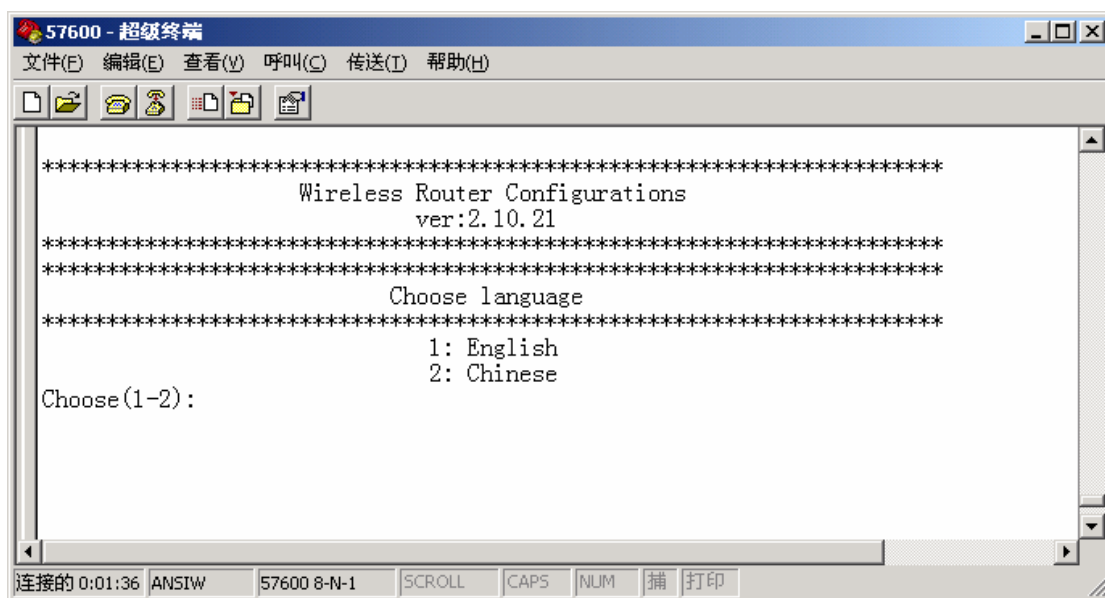 57600 - 超级终端
文件(F) 编辑(E) 查看(V) 呼叫(C) 传送(T) 帮助(H)
**********************************************************************
Wireless Router Configurations
ver:2.10.21
**********************************************************************
**********************************************************************
Choose language
**********************************************************************
1: English
2: Chinese
Choose(1-2):
连接的 0:01:36 ANSIW 57600 8-N-1 SCROLL CAPS NUM 捕 打印